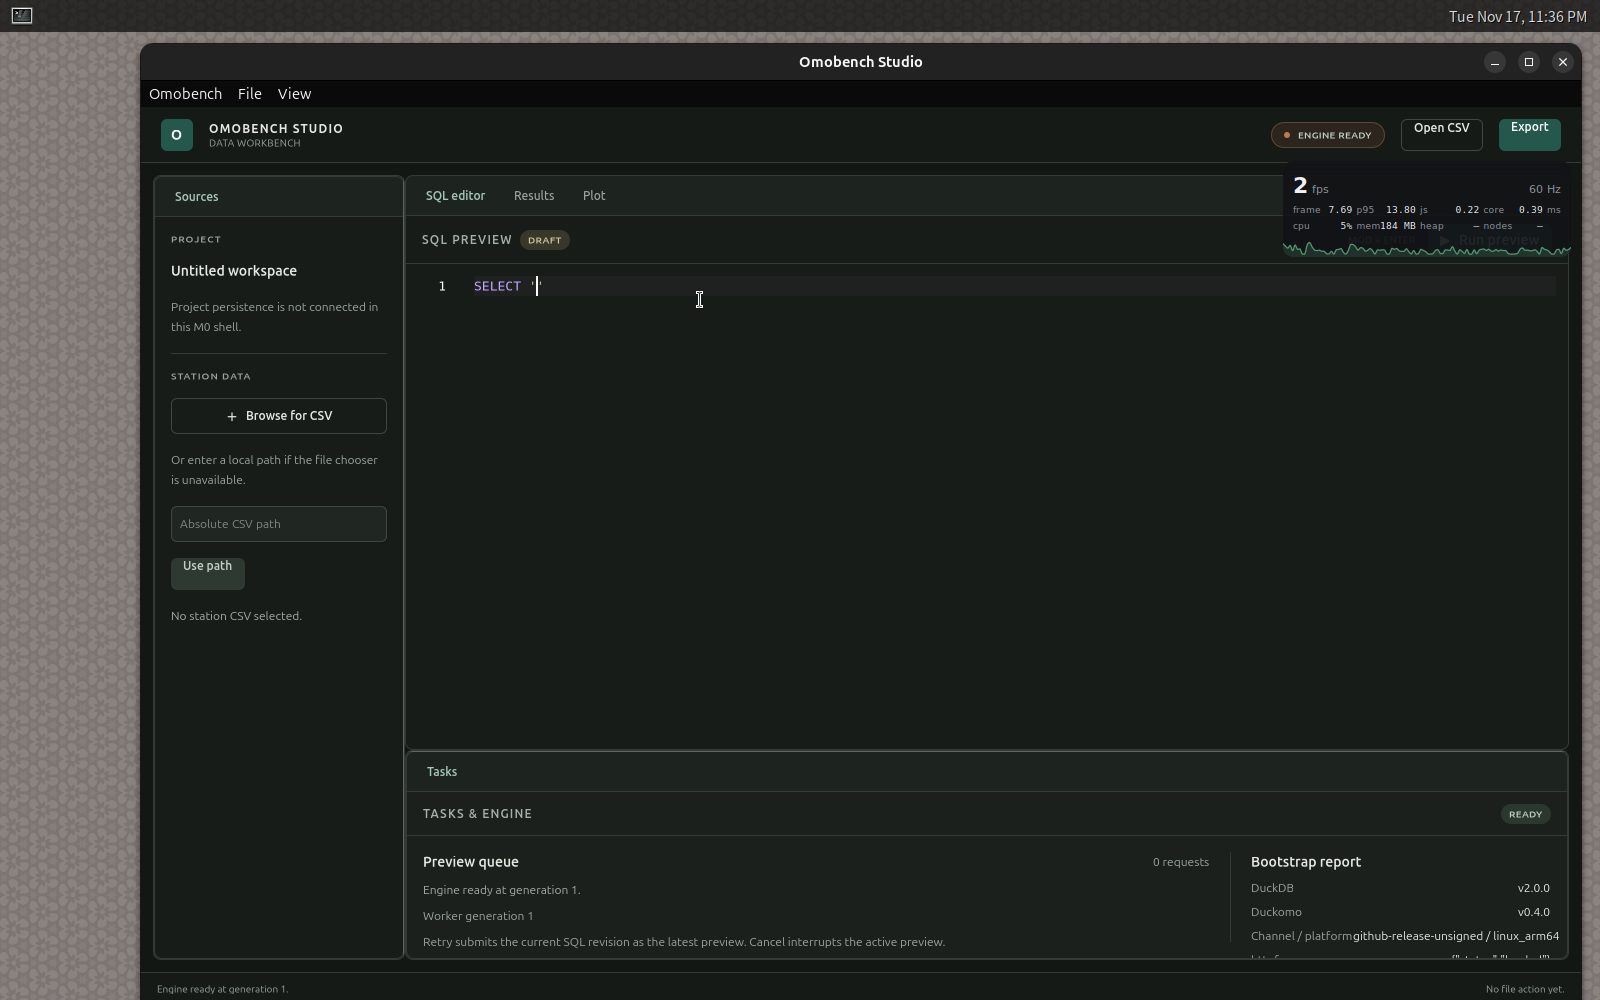 Tue Nov 17, 11:36 PM
Omobench Studio
Omobench File View
O
OMOBENCH STUDIO
DATA WORKBENCH
ENGINE READY
Open CSV
Export
Sources
SQL editor Results Plot
2 fps 60 Hz
frame 7.69 p95 13.80 js 0.22 core 0.39 ms
cpu 5% mem 184 MB heap — nodes —
PROJECT
SQL PREVIEW DRAFT
Run preview
Untitled workspace
1 SELECT ''
Project persistence is not connected in
this M0 shell.
STATION DATA
+ Browse for CSV
Or enter a local path if the file chooser
is unavailable.
Absolute CSV path
Use path
No station CSV selected.
Tasks
TASKS & ENGINE READY
Preview queue 0 requests
Engine ready at generation 1.
Worker generation 1
Retry submits the current SQL revision as the latest preview. Cancel interrupts the active preview.
Bootstrap report
DuckDB v2.0.0
Duckomo v0.4.0
Channel / platform github-release-unsigned / linux_arm64
Engine ready at generation 1.
No file action yet.